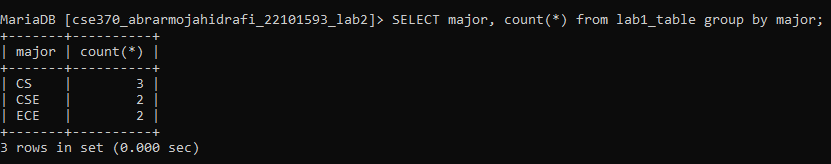 MariaDB [cse370_abrarmojahidrafi_22101593_lab2]> SELECT major, count(*) from lab1_table group by major;
+-------+----------+
| major | count(*) |
+-------+----------+
| CS    |        3 |
| CSE   |        2 |
| ECE   |        2 |
+-------+----------+
3 rows in set (0.000 sec)